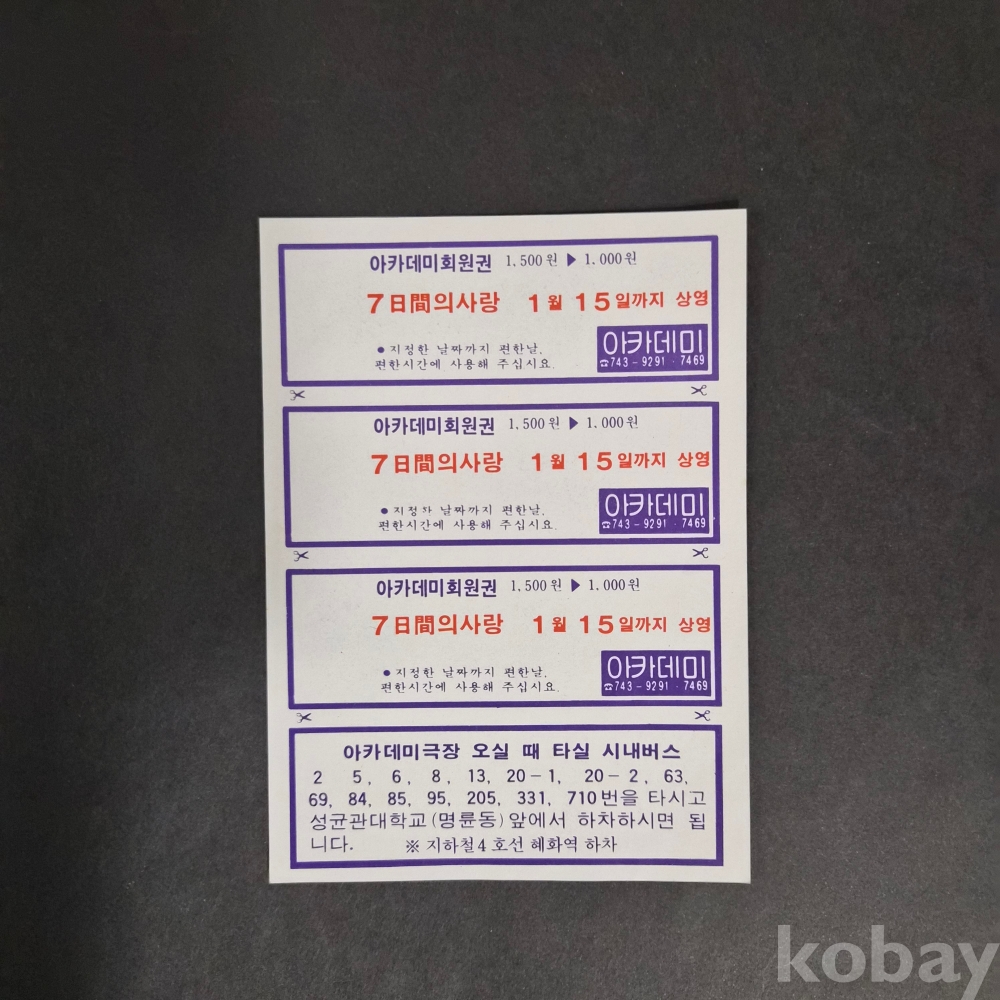 아카데미회원권 1,500원 ▶ 1.000원
7日間의사랑 1월 15일까지 상영
● 지정한 날짜까지 편한날,
편한시간에 사용해 주십시요.
아카데미
☎743-9291·7469
아카데미회원권 1,500원 ▶ 1.000원
7日間의사랑 1월 15일까지 상영
● 지정한 날짜까지 편한날,
편한시간에 사용해 주십시요.
아카데미
☎743-9291·7469
아카데미회원권 1,500원 ▶ 1.000원
7日間의사랑 1월 15일까지 상영
● 지정한 날짜까지 편한날,
편한시간에 사용해 주십시요.
아카데미
☎743-9291·7469
아카데미극장 오실 때 타실 시내버스
2 5, 6, 8, 13, 20-1, 20-2, 63,
69, 84, 85, 95, 205, 331, 710번을 타시고
성균관대학교(명륜동)앞에서 하차하시면 됩
니다. ※ 지하철4호선 혜화역 하차
kobay